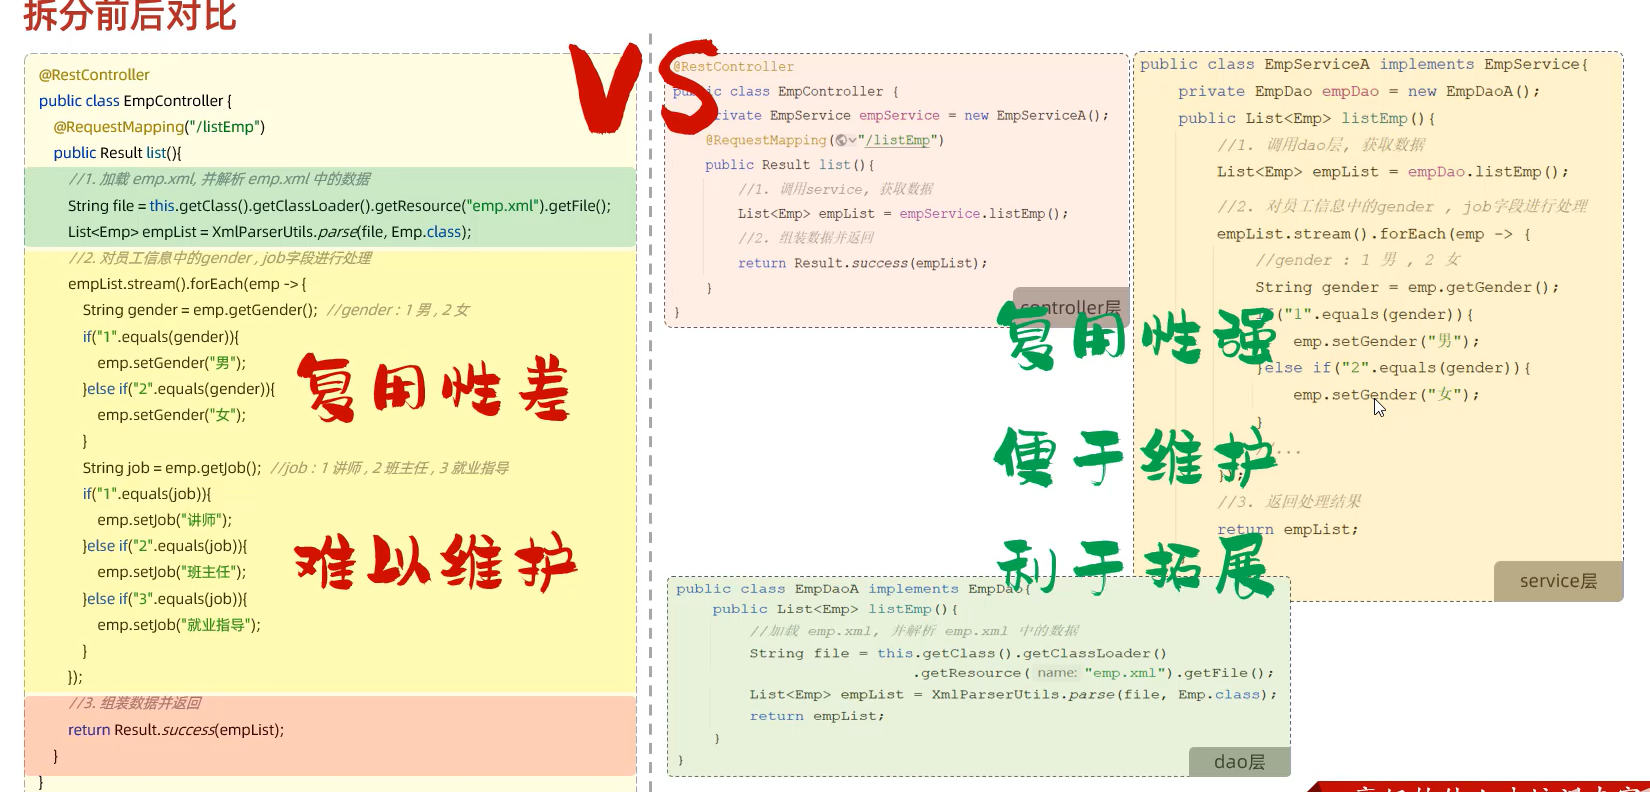 拆分前后对比
@RestController
public class EmpController {
@RequestMapping("/listEmp")
public Result list(){
//1. 加载 emp.xml, 并解析 emp.xml 中的数据
String file = this.getClass().getClassLoader().getResource("emp.xml").getFile();
List<Emp> empList = XmlParserUtils.parse(file, Emp.class);
//2. 对员工信息中的gender , job字段进行处理
empList.stream().forEach(emp -> {
String gender = emp.getGender(); //gender : 1 男 , 2 女
if("1".equals(gender)){
emp.setGender("男");
}else if("2".equals(gender)){
emp.setGender("女");
}
String job = emp.getJob(); //job : 1 讲师 , 2 班主任 , 3 就业指导
if("1".equals(job)){
emp.setJob("讲师");
}else if("2".equals(job)){
emp.setJob("班主任");
}else if("3".equals(job)){
emp.setJob("就业指导");
}
});
//3. 组装数据并返回
return Result.success(empList);
}
}
复用性差
难以维护
VS
@RestController
public class EmpController {
private EmpService empService = new EmpServiceA();
@RequestMapping("/listEmp")
public Result list(){
//1. 调用service, 获取数据
List<Emp> empList = empService.listEmp();
//2. 组装数据并返回
return Result.success(empList);
}
}
controller层
public class EmpServiceA implements EmpService{
private EmpDao empDao = new EmpDaoA();
public List<Emp> listEmp(){
//1. 调用dao层, 获取数据
List<Emp> empList = empDao.listEmp();
//2. 对员工信息中的gender , job字段进行处理
empList.stream().forEach(emp -> {
//gender : 1 男 , 2 女
String gender = emp.getGender();
if("1".equals(gender)){
emp.setGender("男");
}else if("2".equals(gender)){
emp.setGender("女");
}
//...
});
//3. 返回处理结果
return empList;
service层
复用性强
便于维护
利于拓展
public class EmpDaoA implements EmpDao{
public List<Emp> listEmp(){
//加载 emp.xml, 并解析 emp.xml 中的数据
String file = this.getClass().getClassLoader()
.getResource( name: "emp.xml").getFile();
List<Emp> empList = XmlParserUtils.parse(file, Emp.class);
return empList;
}
}
dao层